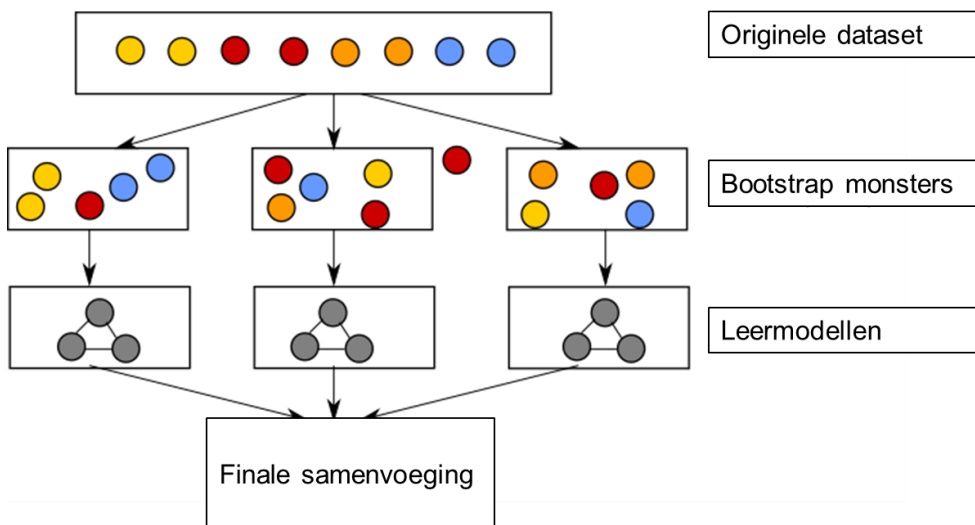 Originele dataset
Bootstrap monsters
Leermodellen
Finale samenvoeging